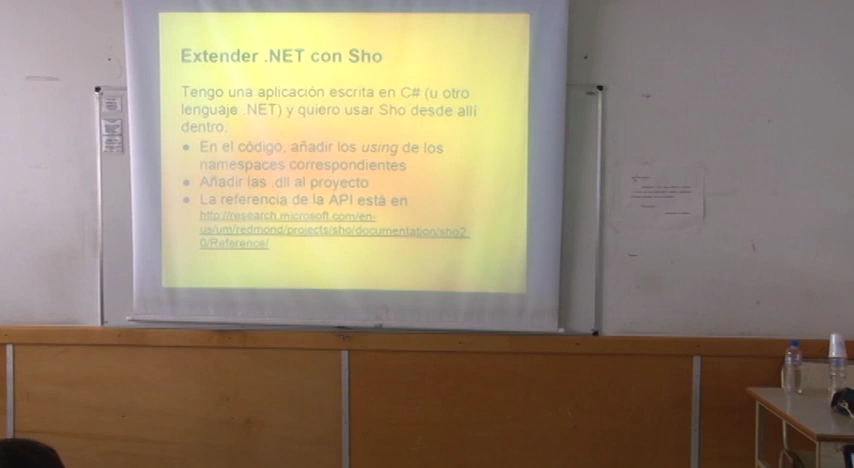 Extender .NET con Sho
Tengo una aplicación escrita en C# (u otro
lenguaje .NET) y quiero usar Sho desde allí
dentro.
● En el código, añadir los using de los
namespaces correspondientes
● Añadir las .dll al proyecto
● La referencia de la API está en
http://research.microsoft.com/en-
us/um/redmond/projects/sho/documentation/sho2.
0/Reference/